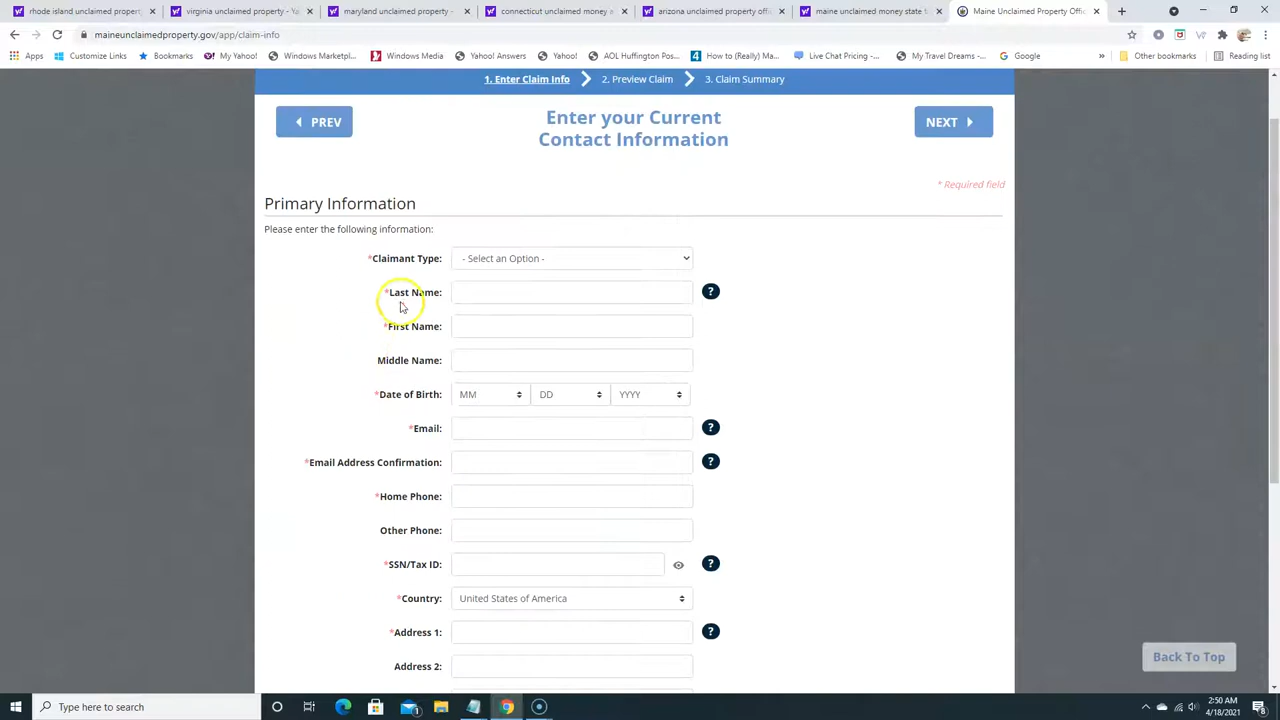 rhode island unclaimed propert
virginia unclaimed property - Va
maryland unclaimed property -
connecticut unclaimed money
arizona unclaimed property offic
maine unclaimed money state t
Maine Unclaimed Property Offic
maineunclaimedproperty.gov/app/claim-info
Apps
Customize Links
Bookmarks
My Yahoo!
Windows Marketpl...
Windows Media
Yahoo! Answers
Yahoo!
AOL Huffington Pos...
How to (Really) Ma...
Live Chat Pricing -...
My Travel Dreams -...
Google
»
Other bookmarks
Reading list
1. Enter Claim Info
2. Preview Claim
3. Claim Summary
PREV
Enter your Current
Contact Information
NEXT
* Required field
Primary Information
Please enter the following information:
*Claimant Type: - Select an Option -
*Last Name: ?
*First Name:
Middle Name:
*Date of Birth: MM DD YYYY
*Email: ?
*Email Address Confirmation: ?
*Home Phone:
Other Phone:
*SSN/Tax ID: ?
*Country: United States of America
*Address 1: ?
Address 2:
Back To Top
Type here to search
2:50 AM
4/18/2021